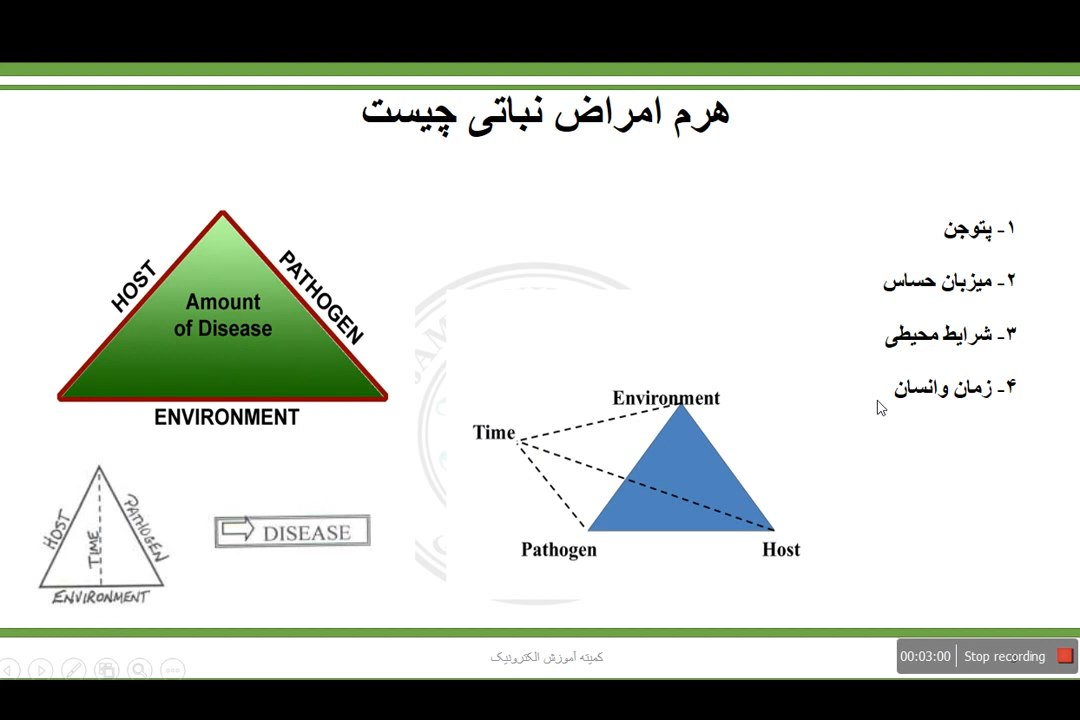 هرم امراض نباتی چیست
۱- پتوجن
۲- میزبان حساس
۳- شرایط محیطی
۴- زمان وانسان
HOST
PATHOGEN
Amount
of Disease
ENVIRONMENT
Environment
Time
Pathogen
Host
HOST
TIME
PATHOGEN
ENVIRONMENT
DISEASE
SAM
کمیته آموزش الکترونیک
00:03:00
Stop recording